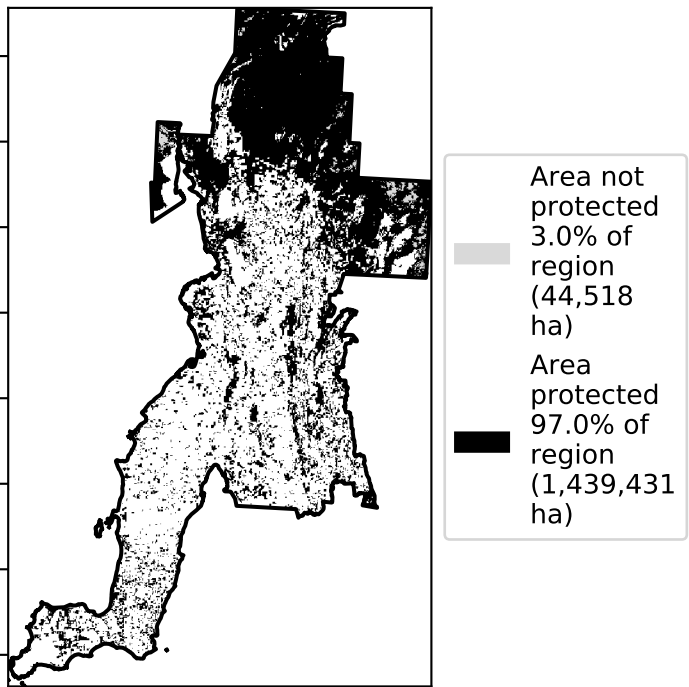 Area not
protected
3.0% of
region
(44,518
ha)
Area
protected
97.0% of
region
(1,439,431
ha)